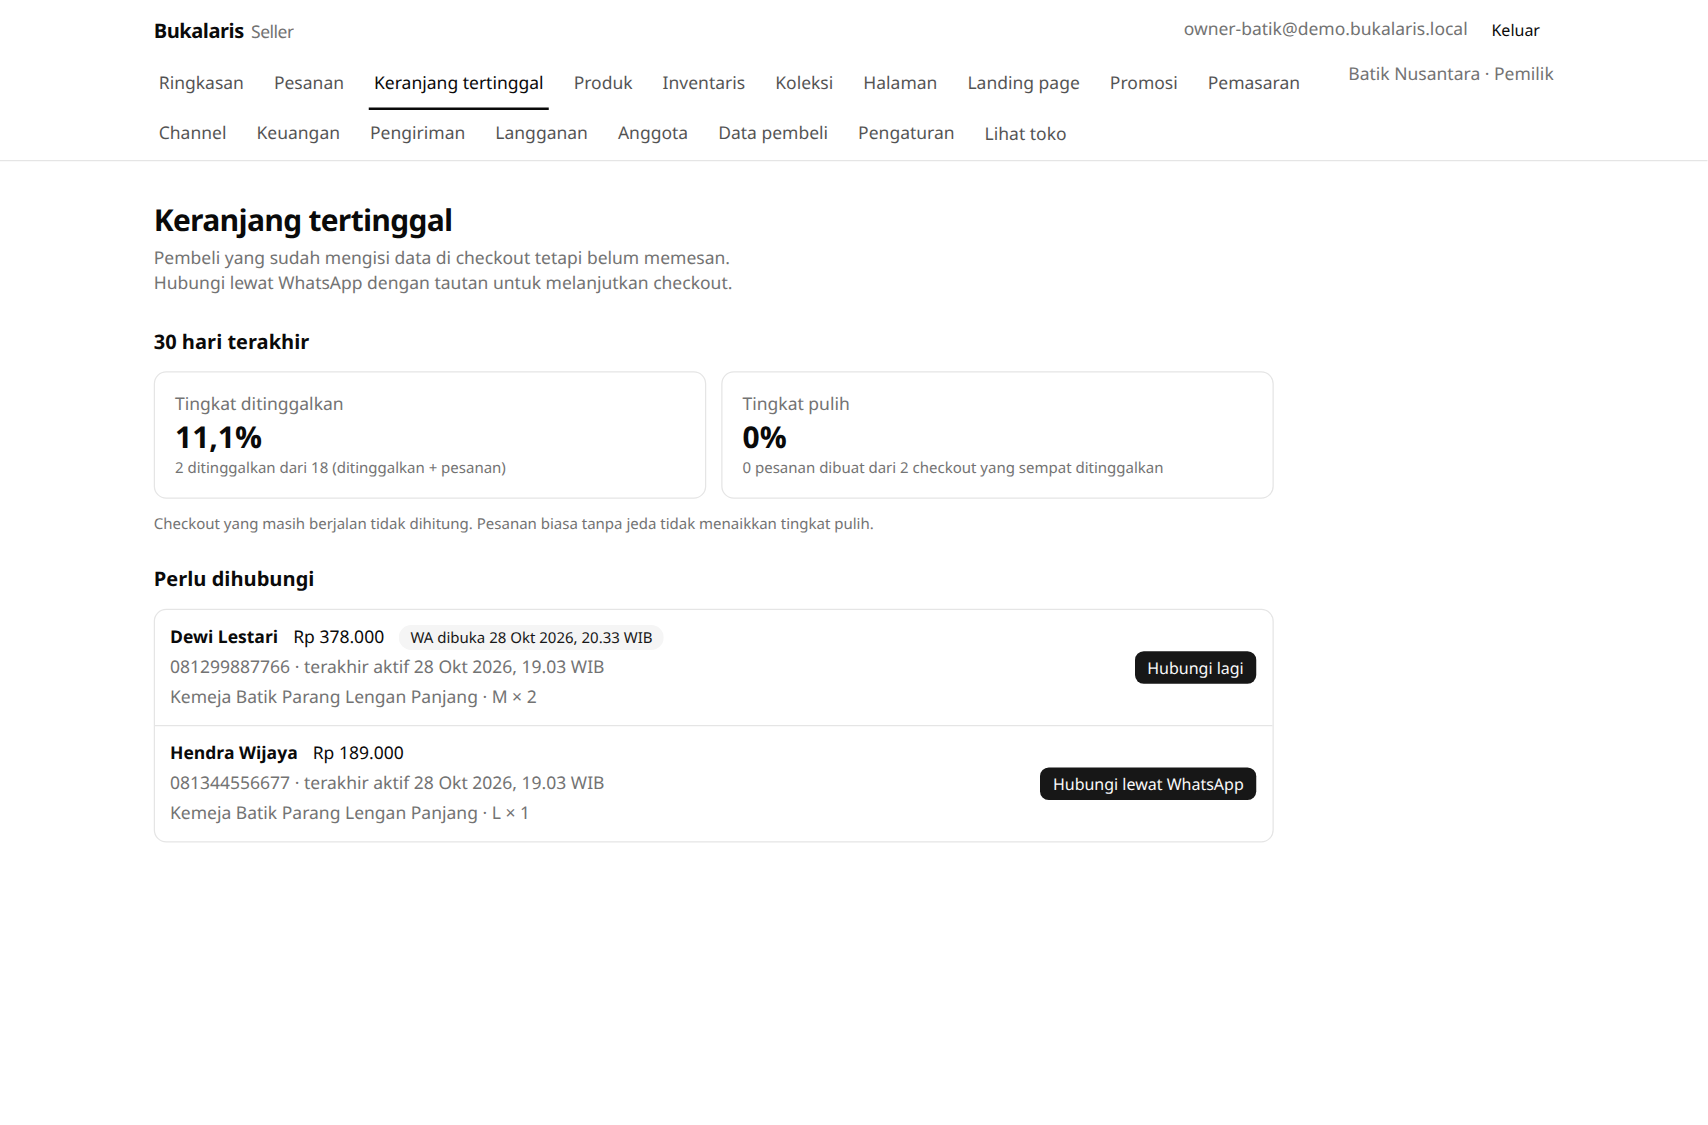 Bukalaris Seller
owner-batik@demo.bukalaris.local Keluar
Ringkasan Pesanan Keranjang tertinggal Produk Inventaris Koleksi Halaman Landing page Promosi Pemasaran
Batik Nusantara · Pemilik
Channel Keuangan Pengiriman Langganan Anggota Data pembeli Pengaturan Lihat toko
Keranjang tertinggal
Pembeli yang sudah mengisi data di checkout tetapi belum memesan.
Hubungi lewat WhatsApp dengan tautan untuk melanjutkan checkout.
30 hari terakhir
Tingkat ditinggalkan
11,1%
2 ditinggalkan dari 18 (ditinggalkan + pesanan)
Tingkat pulih
0%
0 pesanan dibuat dari 2 checkout yang sempat ditinggalkan
Checkout yang masih berjalan tidak dihitung. Pesanan biasa tanpa jeda tidak menaikkan tingkat pulih.
Perlu dihubungi
Dewi Lestari Rp 378.000 WA dibuka 28 Okt 2026, 20.33 WIB
081299887766 · terakhir aktif 28 Okt 2026, 19.03 WIB
Kemeja Batik Parang Lengan Panjang · M × 2
Hubungi lagi
Hendra Wijaya Rp 189.000
081344556677 · terakhir aktif 28 Okt 2026, 19.03 WIB
Kemeja Batik Parang Lengan Panjang · L × 1
Hubungi lewat WhatsApp